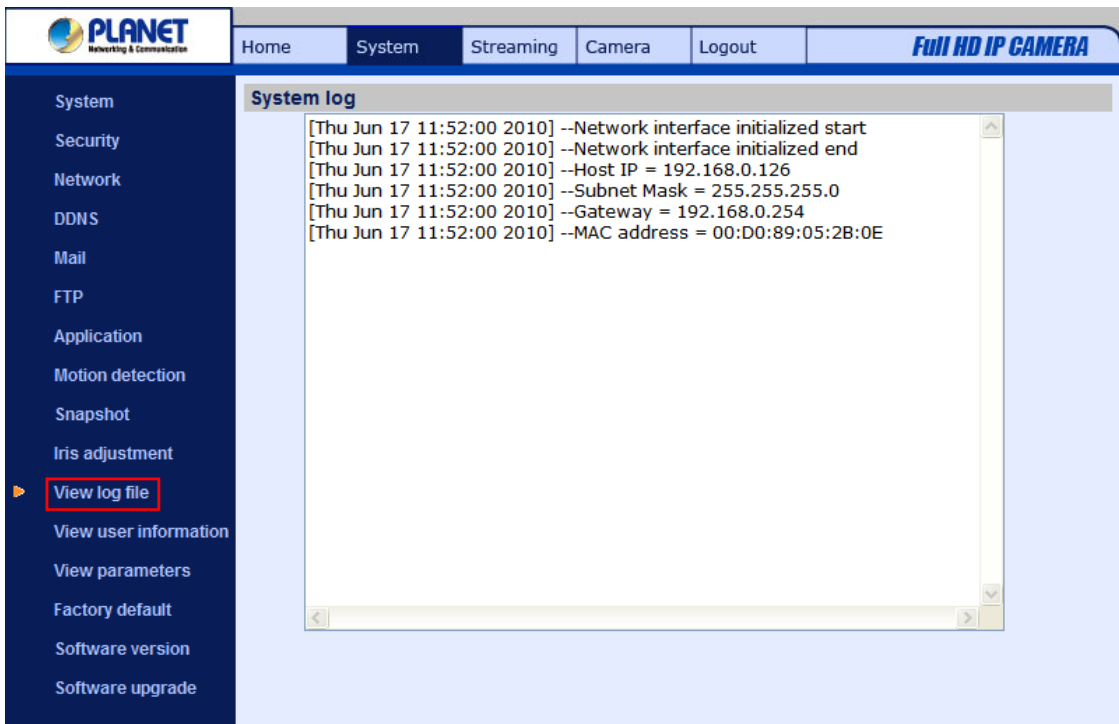 PLANET
Networking & Communication
Home System Streaming Camera Logout Full HD IP CAMERA
System
Security
Network
DDNS
Mail
FTP
Application
Motion detection
Snapshot
Iris adjustment
View log file
View user information
View parameters
Factory default
Software version
Software upgrade
System log
[Thu Jun 17 11:52:00 2010] --Network interface initialized start
[Thu Jun 17 11:52:00 2010] --Network interface initialized end
[Thu Jun 17 11:52:00 2010] --Host IP = 192.168.0.126
[Thu Jun 17 11:52:00 2010] --Subnet Mask = 255.255.255.0
[Thu Jun 17 11:52:00 2010] --Gateway = 192.168.0.254
[Thu Jun 17 11:52:00 2010] --MAC address = 00:D0:89:05:2B:0E